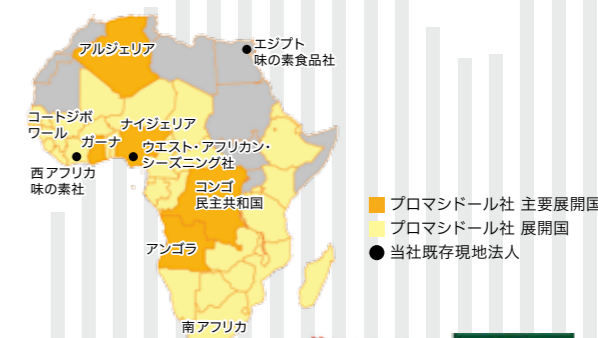 アルジェリア
エジプト
味の素食品社
コートジボ
ワール
ガーナ
ナイジェリア
ウエスト・アフリカン・
シーズニング社
西アフリカ
味の素社
コンゴ
民主共和国
アンゴラ
南アフリカ
プロマシドール社 主要展開国
プロマシドール社 展開国
当社既存現地法人